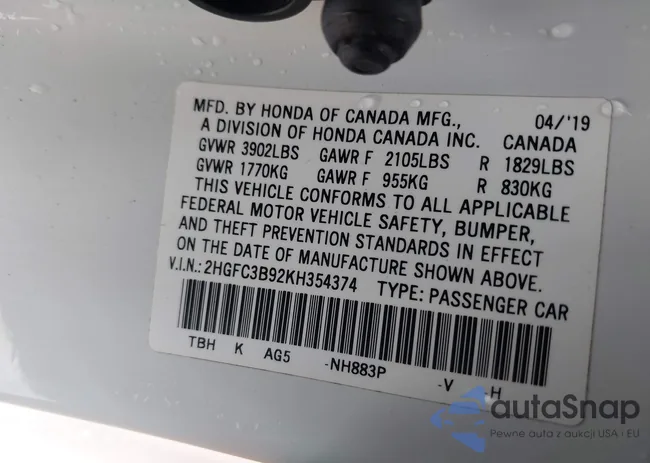 MFD. BY HONDA OF CANADA MFG., 04/'19
A DIVISION OF HONDA CANADA INC. CANADA
GVWR 3902LBS GAWR F 2105LBS R 1829LBS
GVWR 1770KG GAWR F 955KG R 830KG
THIS VEHICLE CONFORMS TO ALL APPLICABLE
FEDERAL MOTOR VEHICLE SAFETY, BUMPER,
AND THEFT PREVENTION STANDARDS IN EFFECT
ON THE DATE OF MANUFACTURE SHOWN ABOVE.
V.I.N.:2HGFC3B92KH354374 TYPE: PASSENGER CAR
TBH K AG5 -NH883P -V -H
autaSnap
Pewne auta z aukcji USA i EU